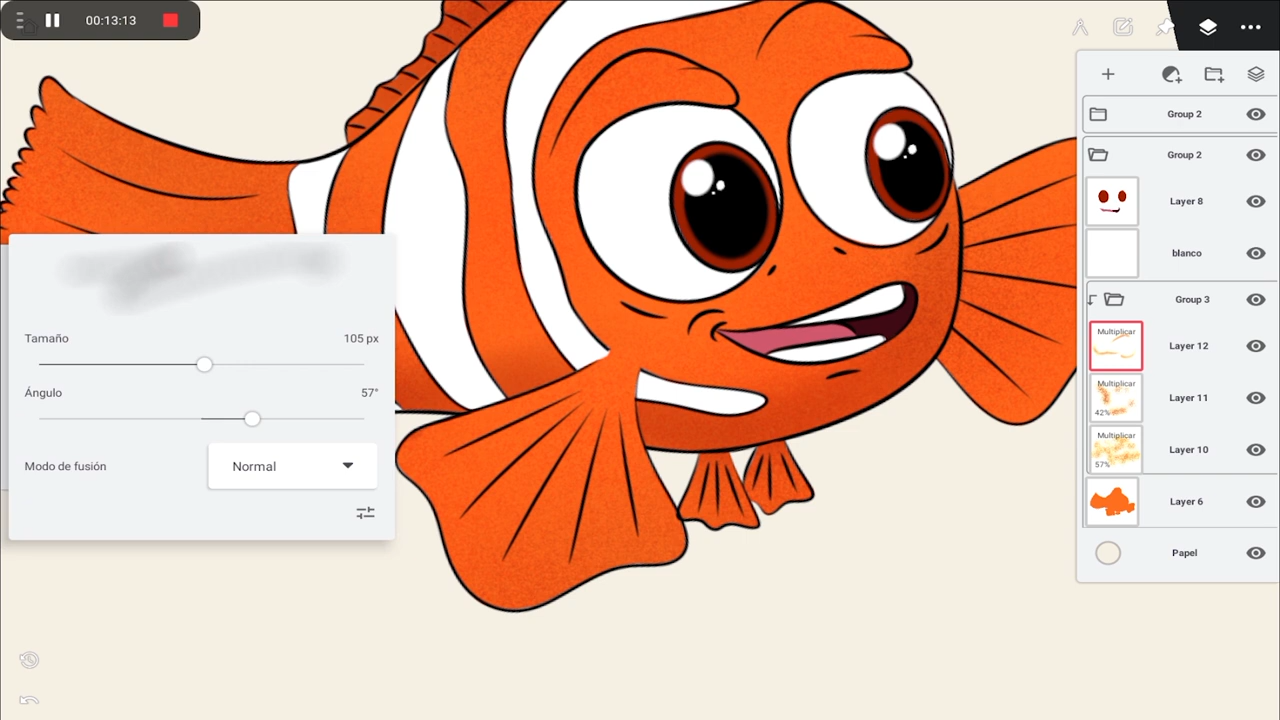 00:13:13
Group 2
Group 2
Layer 8
blanco
Group 3
Multiplicar
Layer 12
Multiplicar
42%
Layer 11
Multiplicar
57%
Layer 10
Layer 6
Papel
Tamaño 105 px
Ángulo 57°
Modo de fusión Normal